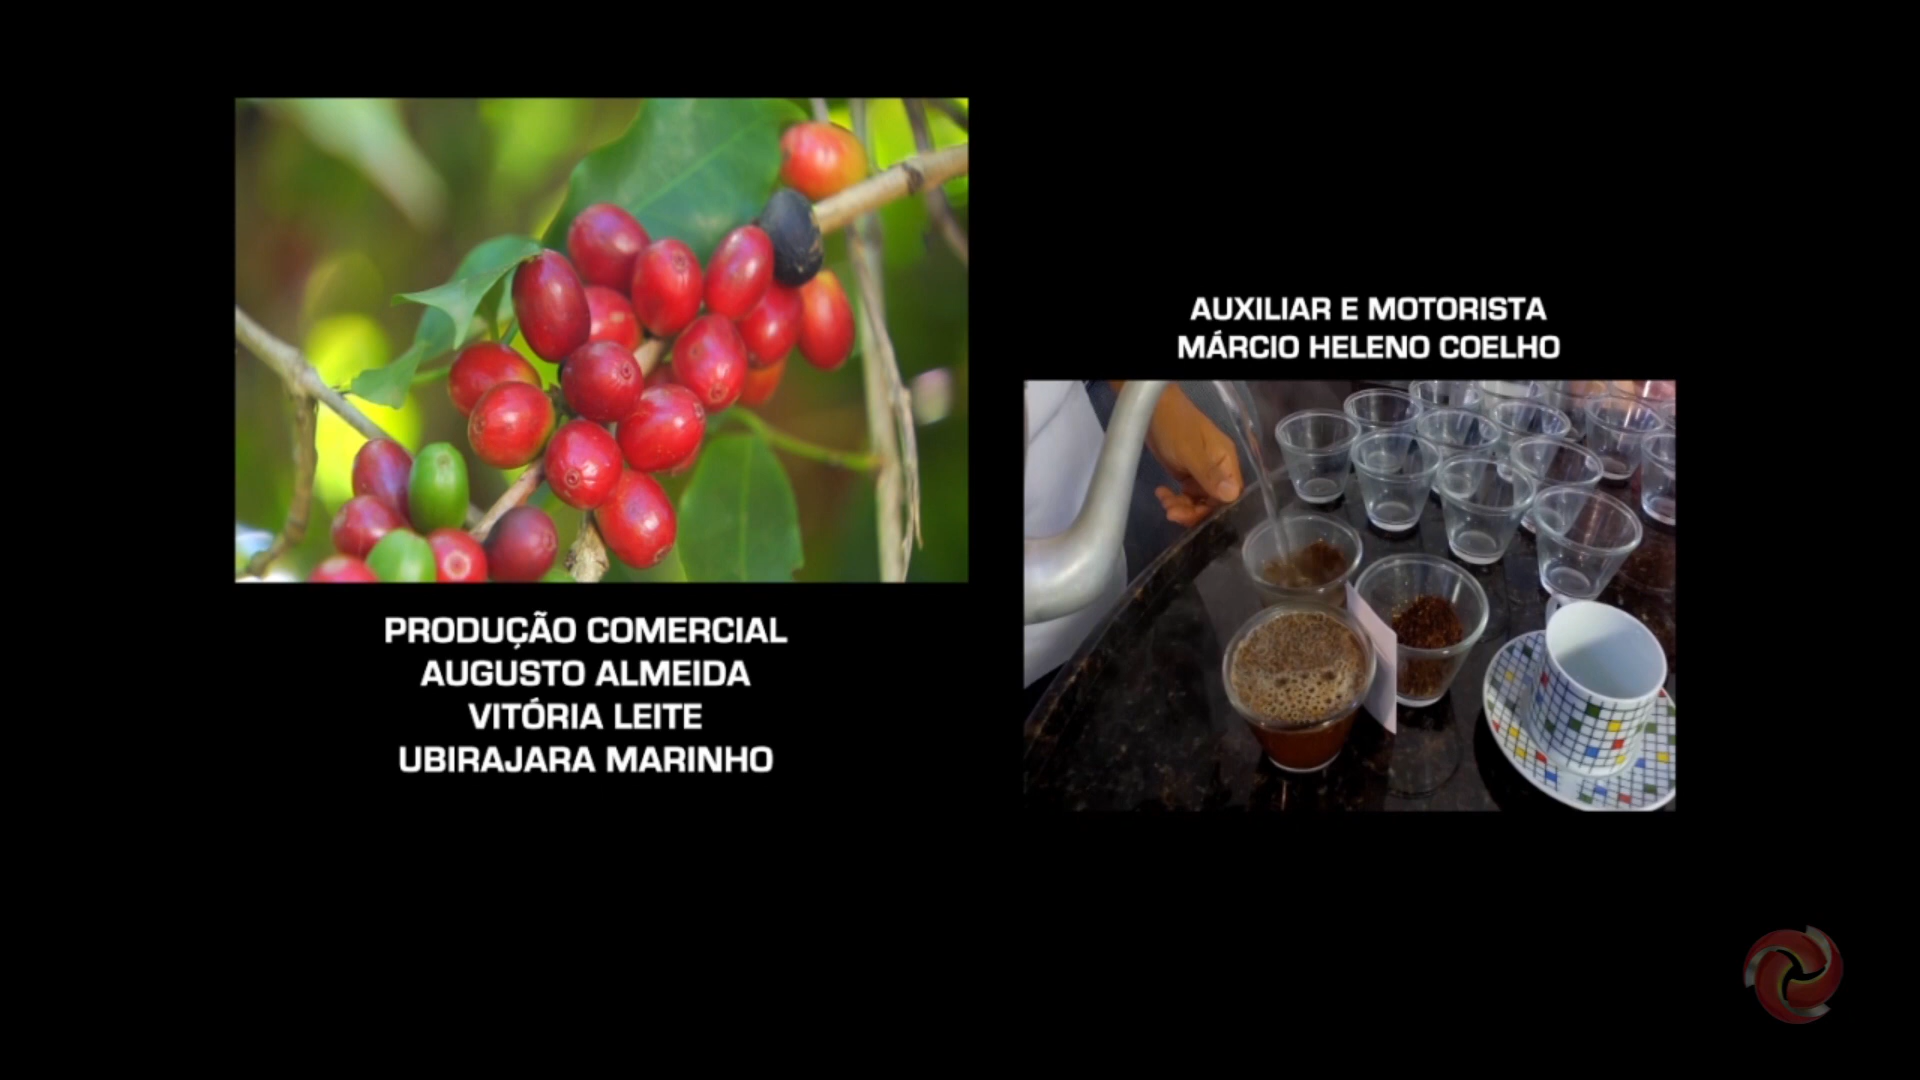 PRODUÇÃO COMERCIAL
AUGUSTO ALMEIDA
VITÓRIA LEITE
UBIRAJARA MARINHO
AUXILIAR E MOTORISTA
MÁRCIO HELENO COELHO